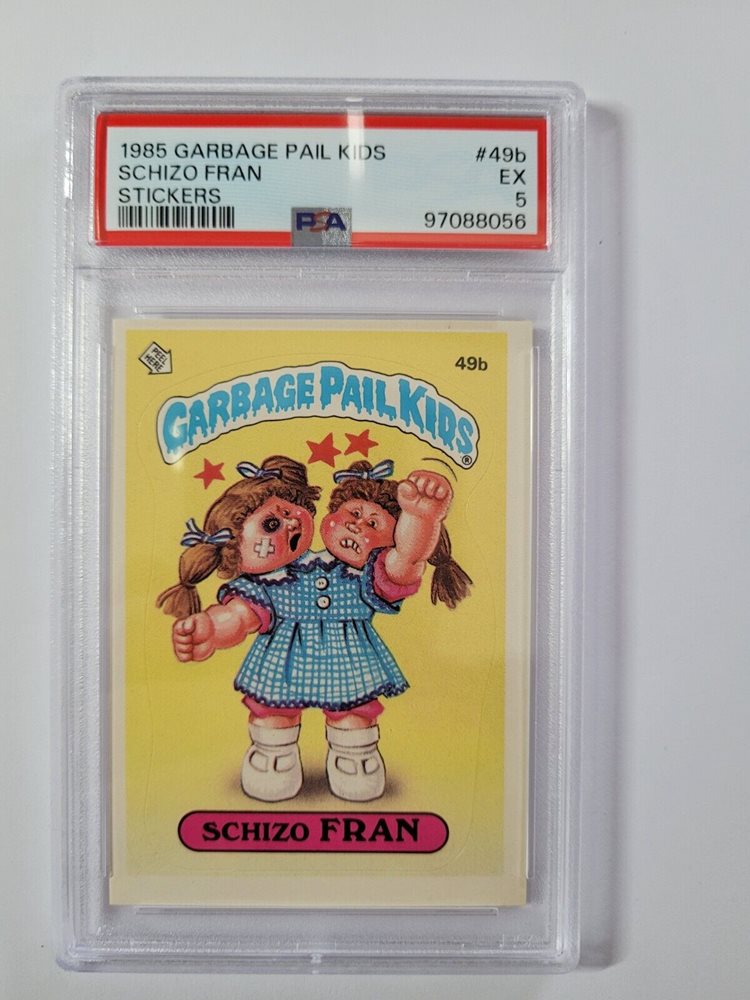 1985 GARBAGE PAIL KIDS #49b
SCHIZO FRAN EX
STICKERS 5
PSA 97088056
PEEL HERE
49b
GARBAGE PAIL KIDS®
SCHIZO FRAN